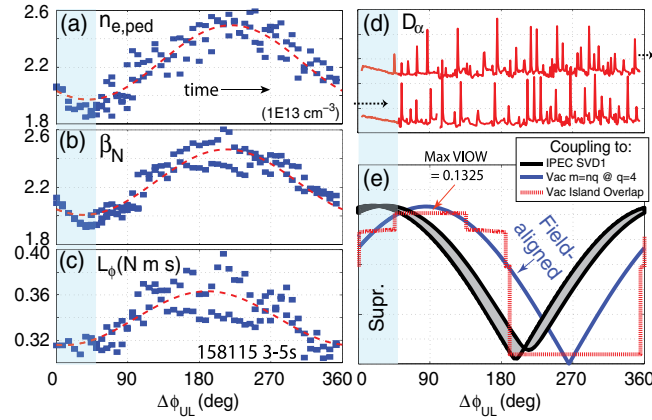 (a) n_e,ped
2.6
2.2
1.8
time
(1E13 cm⁻³)
(b) β_N
2.6
2.2
1.8
(c) L_ϕ(N m s)
0.40
0.36
0.32
158115 3-5s
0 90 180 270 360
Δϕ_UL (deg)
(d) D_α
Coupling to:
IPEC SVD1
Vac m=nq @ q=4
Vac Island Overlap
(e)
Max VIOW
= 0.1325
Field-
aligned
Supr.
90 180 270 360
Δϕ_UL (deg)